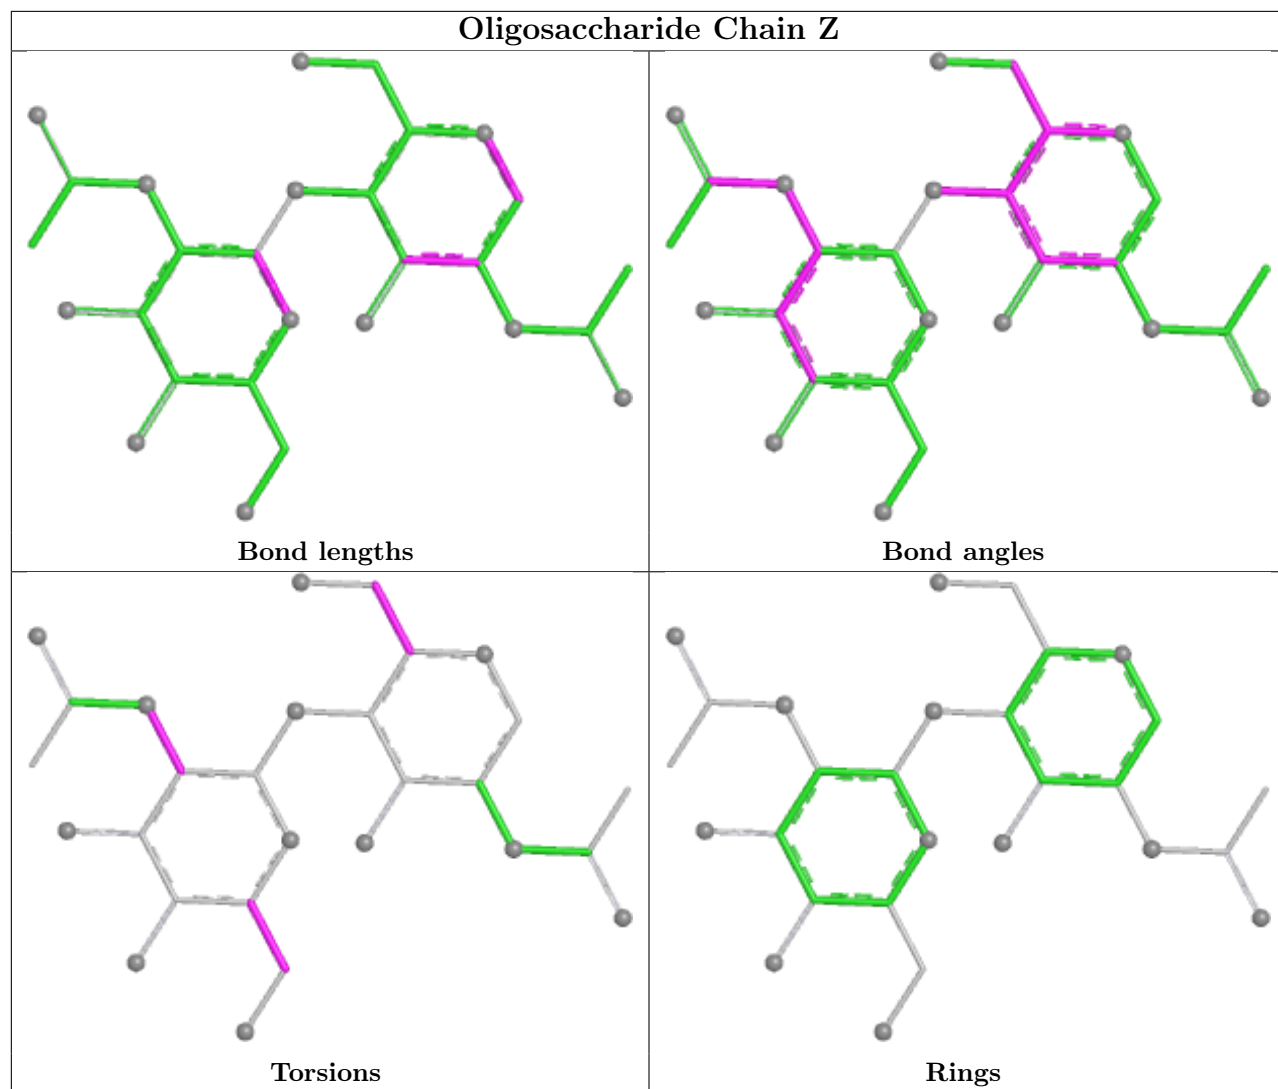 Oligosaccharide Chain Z
Bond lengths
Bond angles
Torsions
Rings